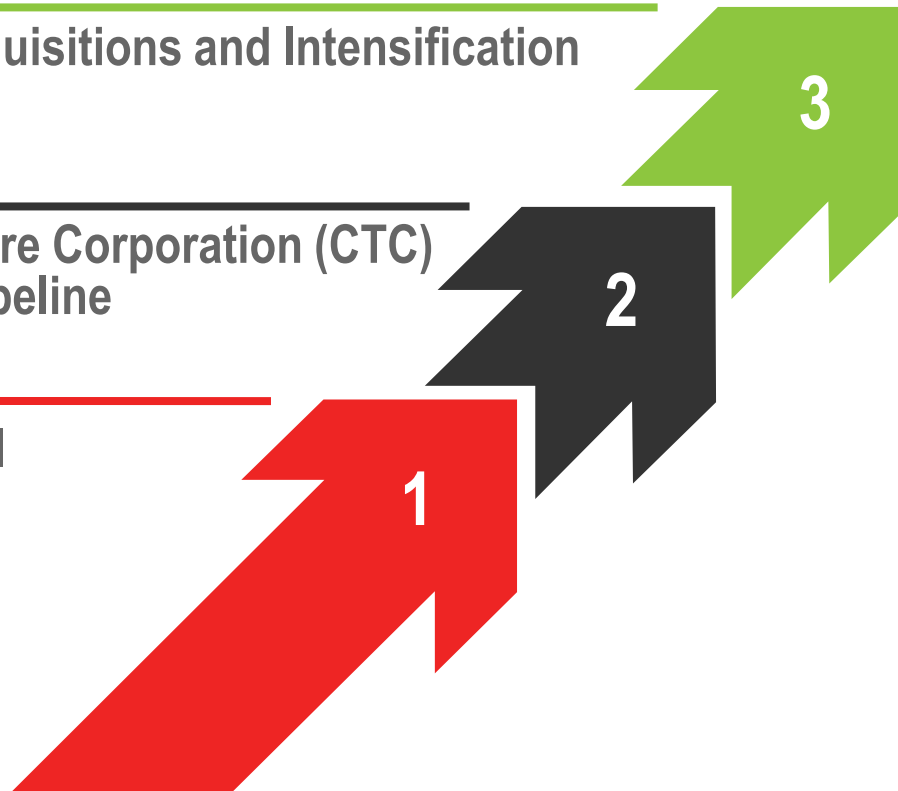 uisitions and Intensification
3
re Corporation (CTC)
peline
2
1